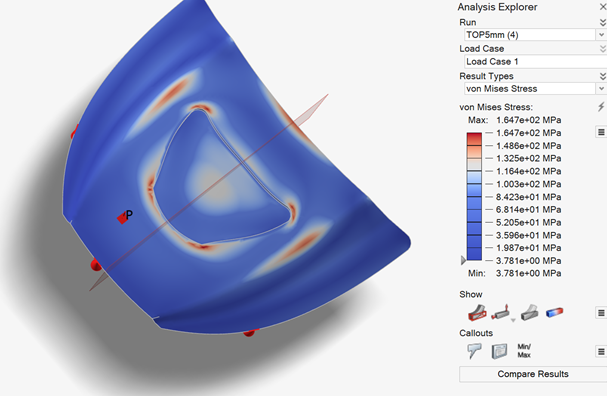 Analysis Explorer
Run
TOP5mm (4)
Load Case
Load Case 1
Result Types
von Mises Stress
von Mises Stress:
Max: 1.647e+02 MPa
1.647e+02 MPa
1.486e+02 MPa
1.325e+02 MPa
1.164e+02 MPa
1.003e+02 MPa
8.423e+01 MPa
6.814e+01 MPa
5.205e+01 MPa
3.596e+01 MPa
1.987e+01 MPa
3.781e+00 MPa
Min: 3.781e+00 MPa
P
Show
Callouts
Min/
Max
Compare Results